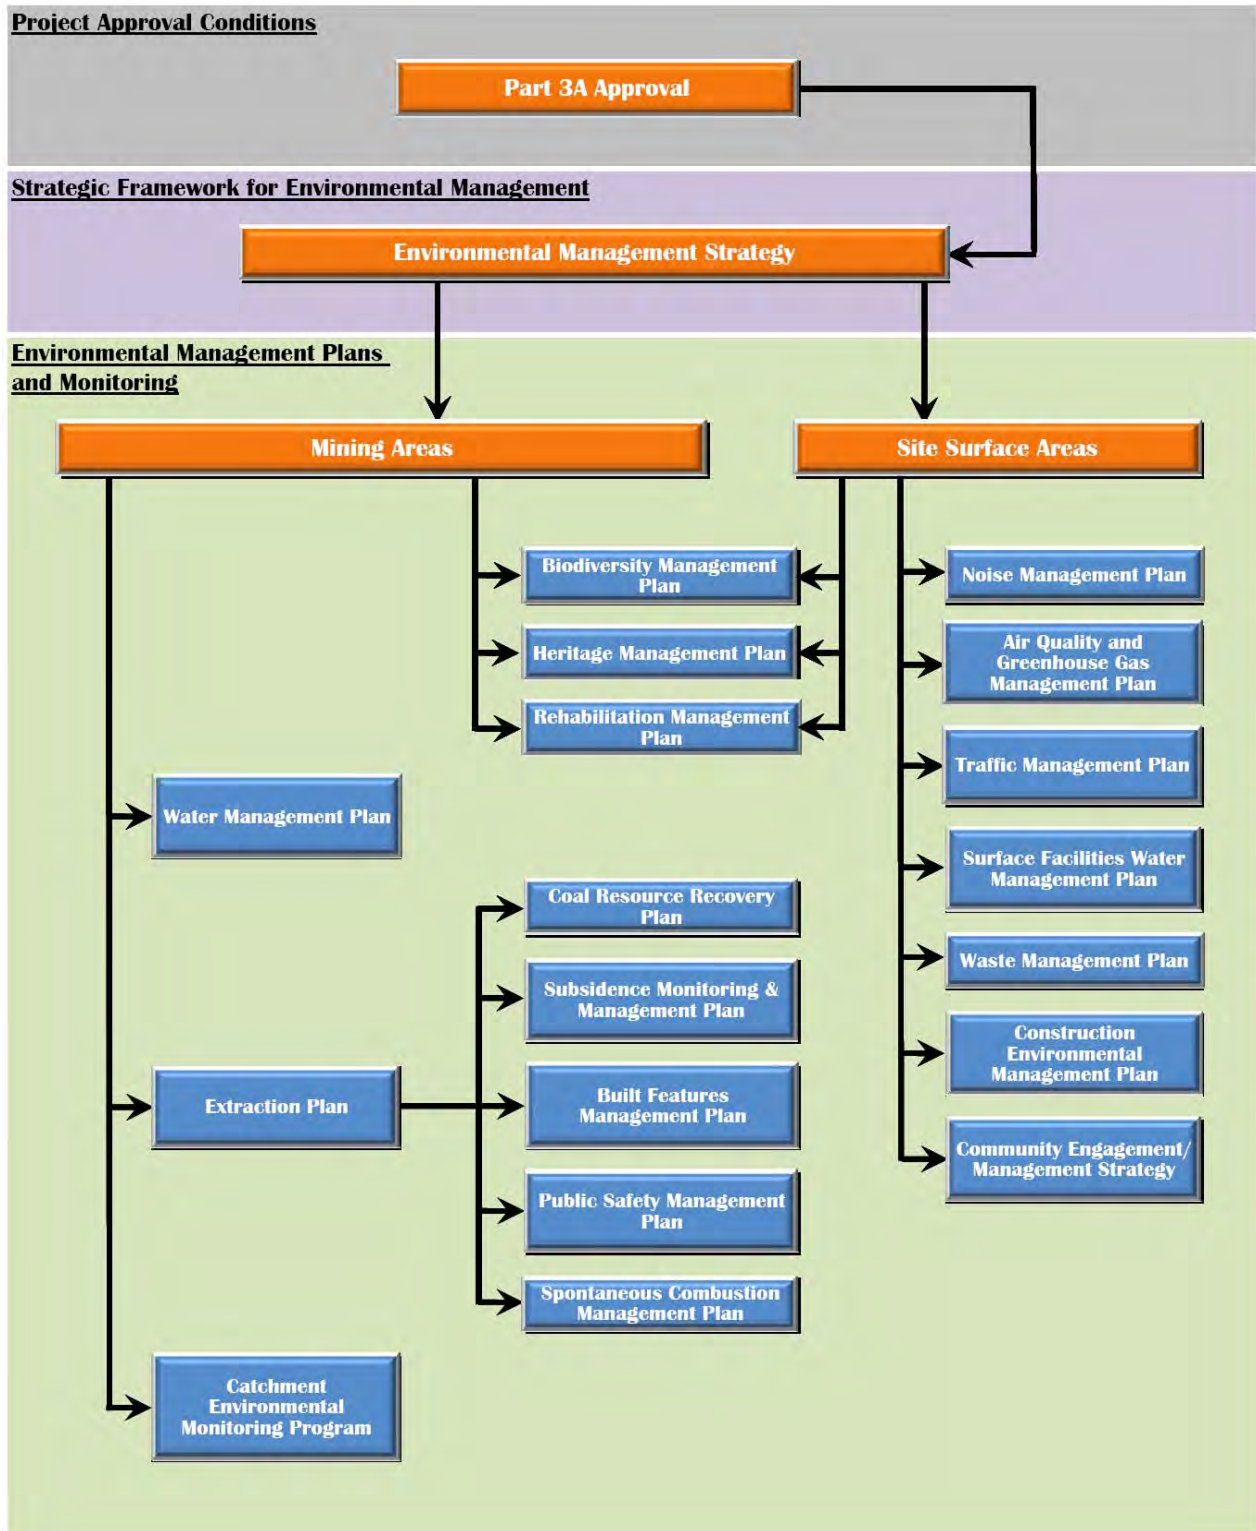 Project Approval Conditions
Part 3A Approval
Strategic Framework for Environmental Management
Environmental Management Strategy
Environmental Management Plans
and Monitoring
Mining Areas
Site Surface Areas
Biodiversity Management
Plan
Heritage Management Plan
Rehabilitation Management
Plan
Water Management Plan
Extraction Plan
Catchment
Environmental
Monitoring Program
Coal Resource Recovery
Plan
Subsidence Monitoring &
Management Plan
Built Features
Management Plan
Public Safety Management
Plan
Spontaneous Combustion
Management Plan
Noise Management Plan
Air Quality and
Greenhouse Gas
Management Plan
Traffic Management Plan
Surface Facilities Water
Management Plan
Waste Management Plan
Construction
Environmental
Management Plan
Community Engagement/
Management Strategy